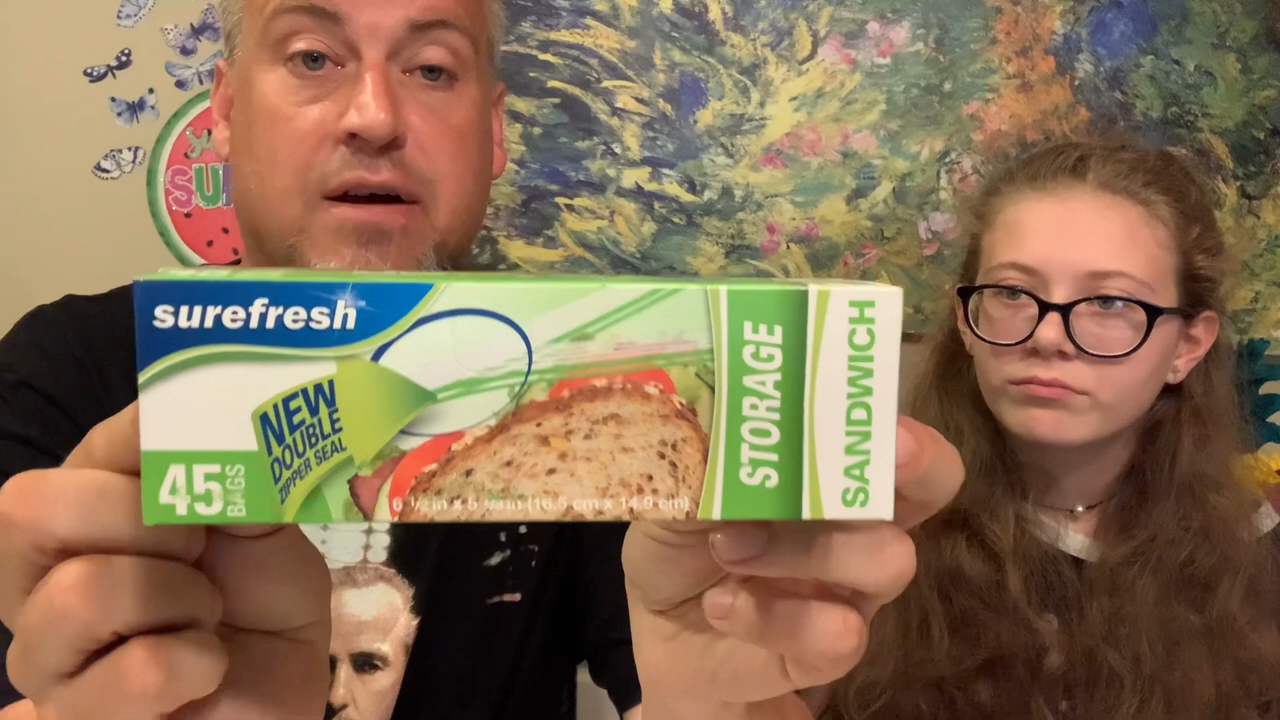 surefresh
NEW
DOUBLE
ZIPPER SEAL
45
BAGS
STORAGE
SANDWICH